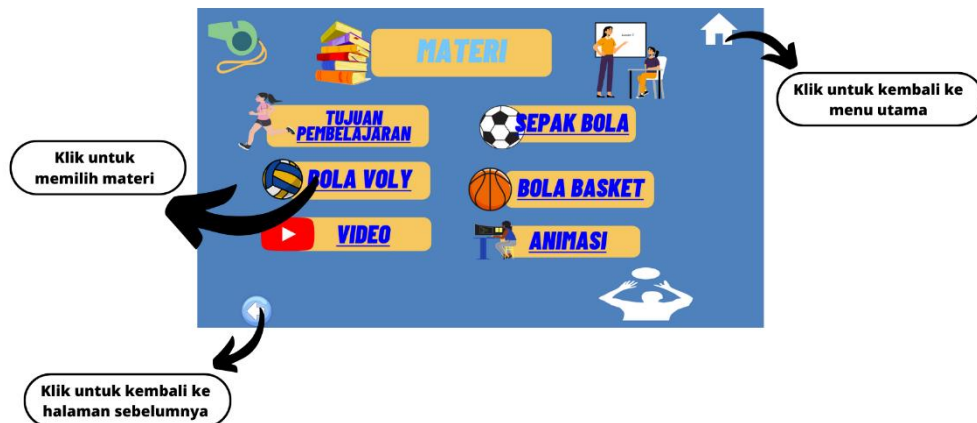 MATERI
Klik untuk kembali ke
menu utama
TUJUAN
PEMBELAJARAN
SEPAK BOLA
Klik untuk
memilih materi
BOLA VOLY
BOLA BASKET
VIDEO
ANIMASI
Klik untuk kembali ke
halaman sebelumnya